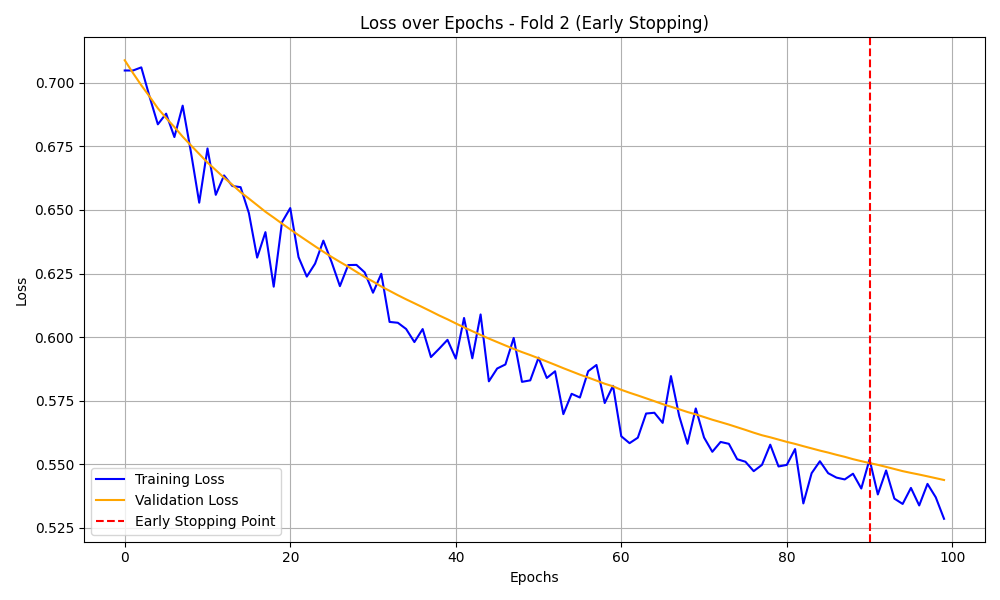 Loss over Epochs - Fold 2 (Early Stopping)
Loss
0.700
0.675
0.650
0.625
0.600
0.575
0.550
0.525
Training Loss
Validation Loss
Early Stopping Point
0 20 40 60 80 100
Epochs